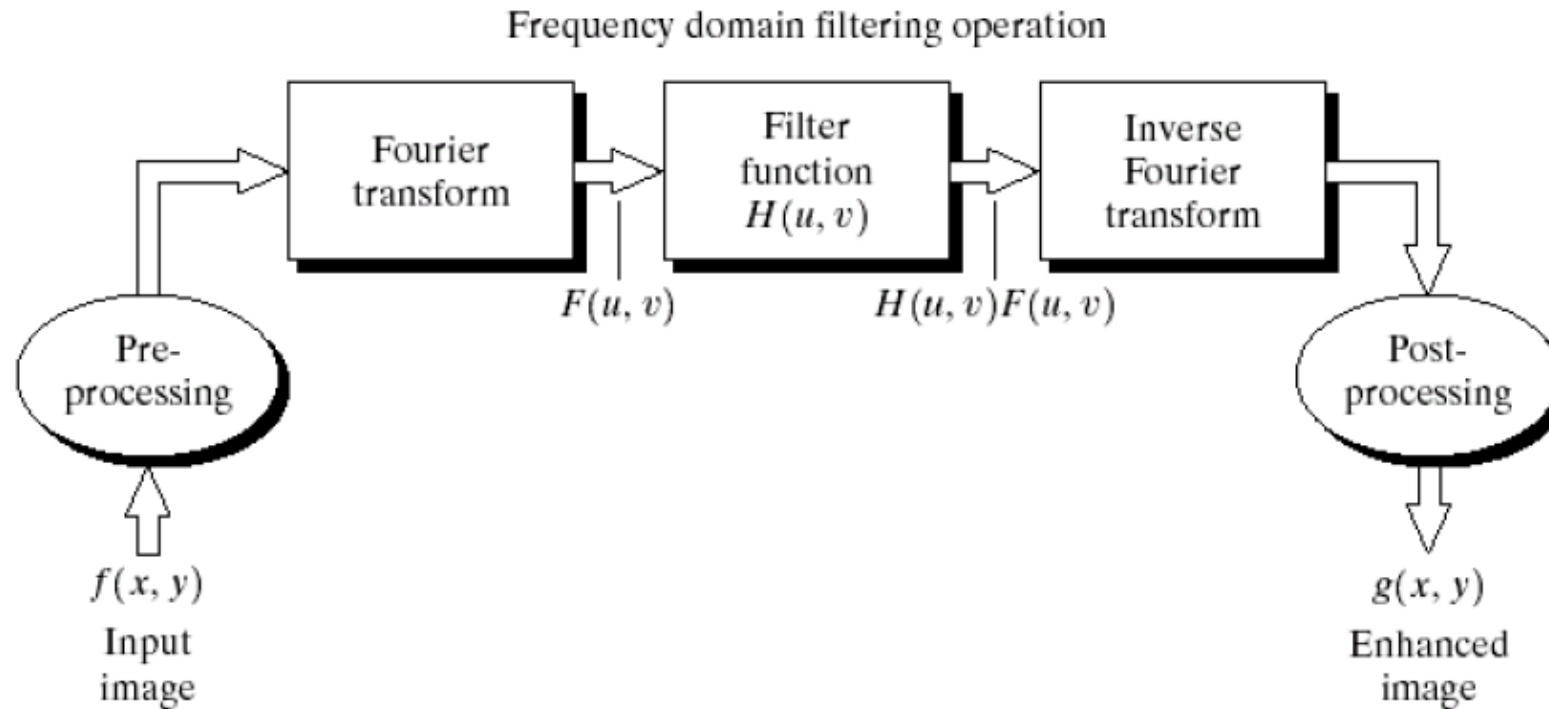 Frequency domain filtering operation
Fourier
transform
Filter
function
H(u, v)
Inverse
Fourier
transform
F(u, v)
H(u, v)F(u, v)
Pre-
processing
Post-
processing
f(x, y)
Input
image
g(x, y)
Enhanced
image